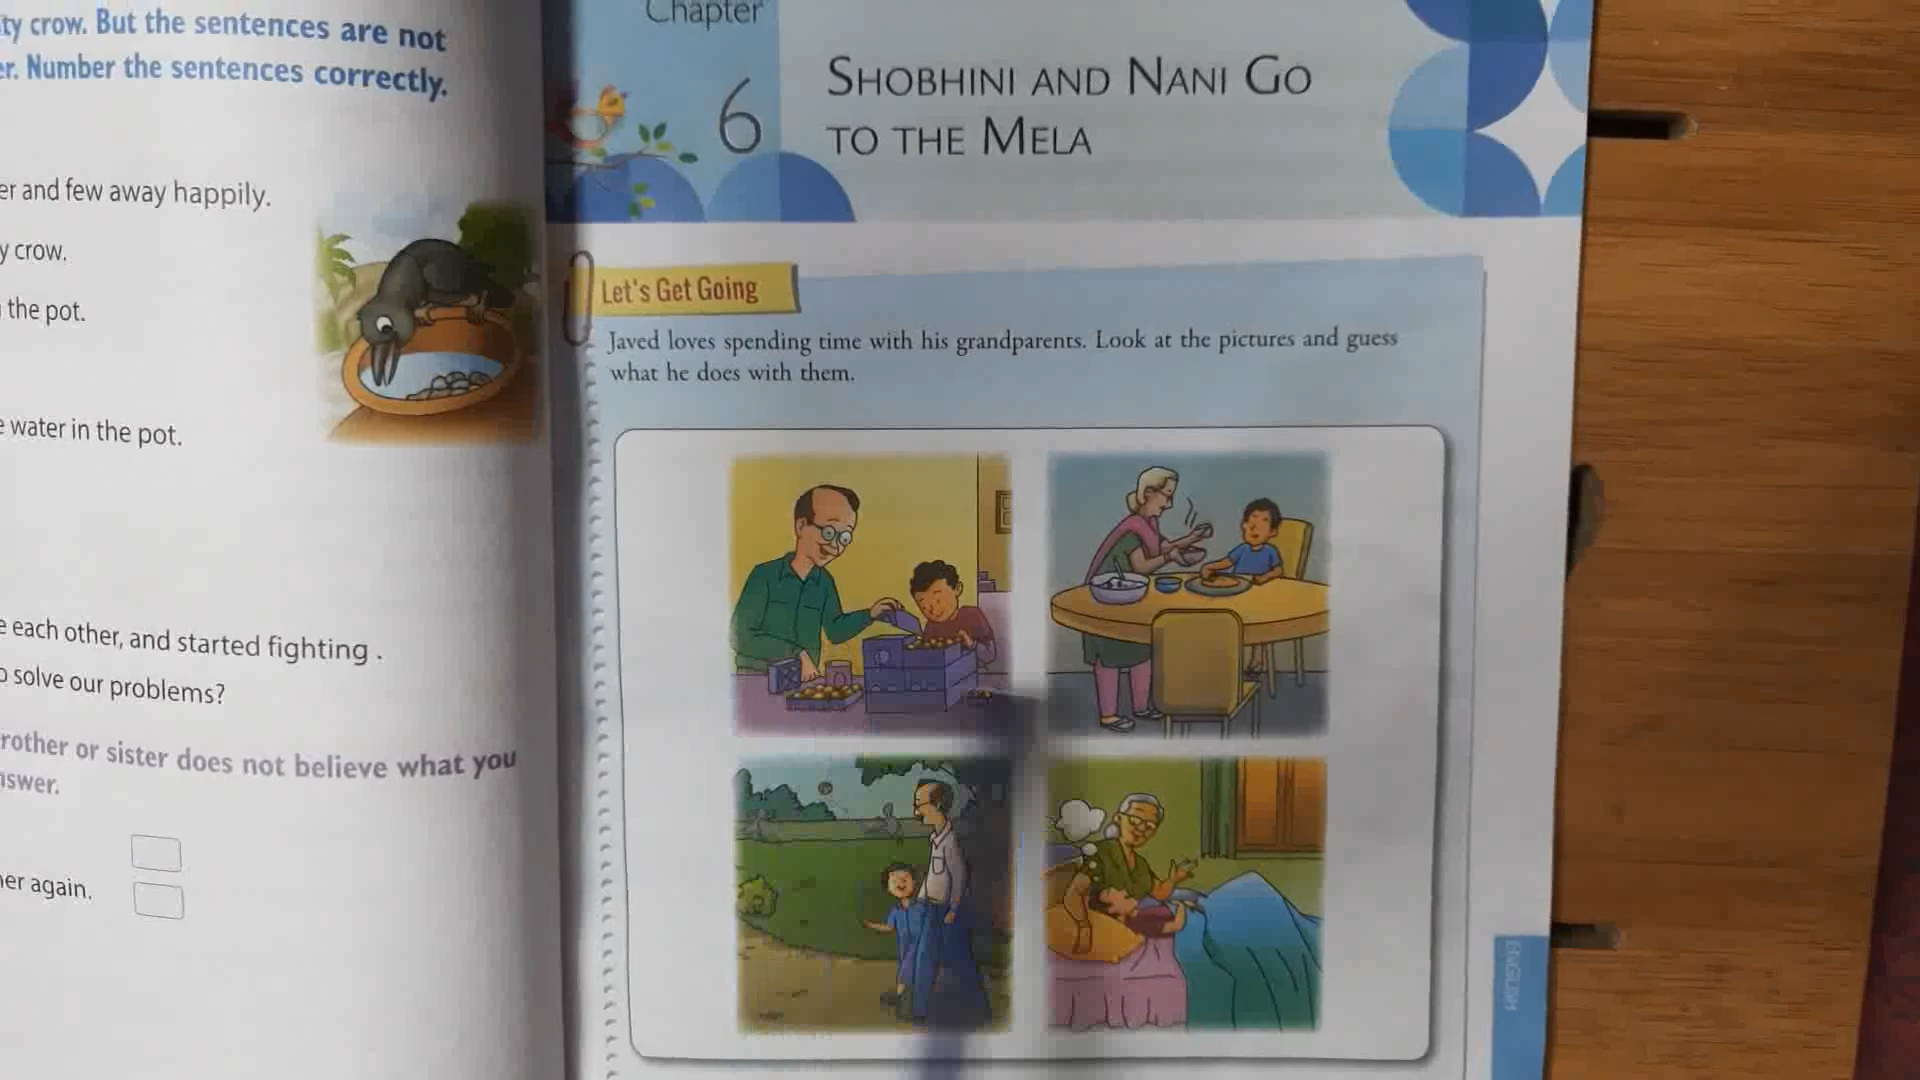 ty crow. But the sentences are not
er. Number the sentences correctly.
er and few away happily.
y crow.
the pot.
e water in the pot.
e each other, and started fighting .
o solve our problems?
rother or sister does not believe what you
nswer.
her again.
Chapter
6
SHOBHINI AND NANI GO
TO THE MELA
Let's Get Going
Javed loves spending time with his grandparents. Look at the pictures and guess
what he does with them.
ENGLISH